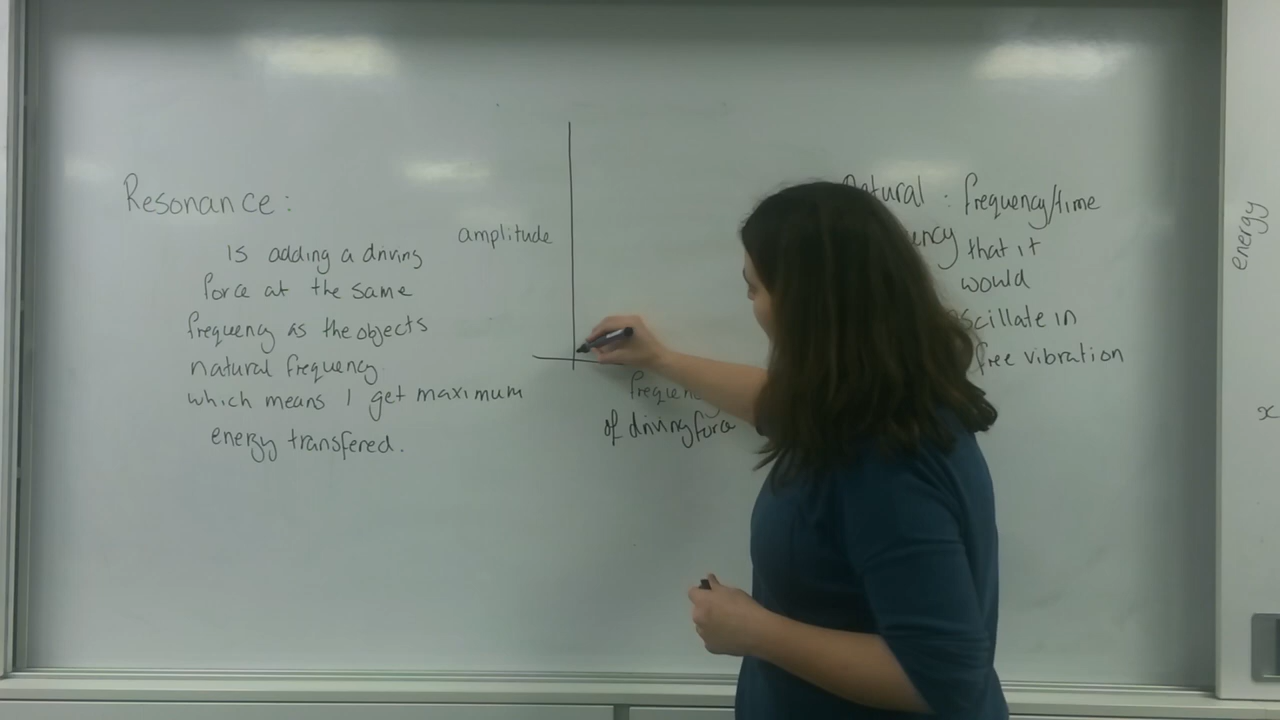 Resonance:
Is adding a driving
force at the same
frequency as the objects
natural frequency
which means I get maximum
energy transfered.
amplitude
of driving force
Natural : frequency/time
that it
would
oscillate in
free vibration
energy
x